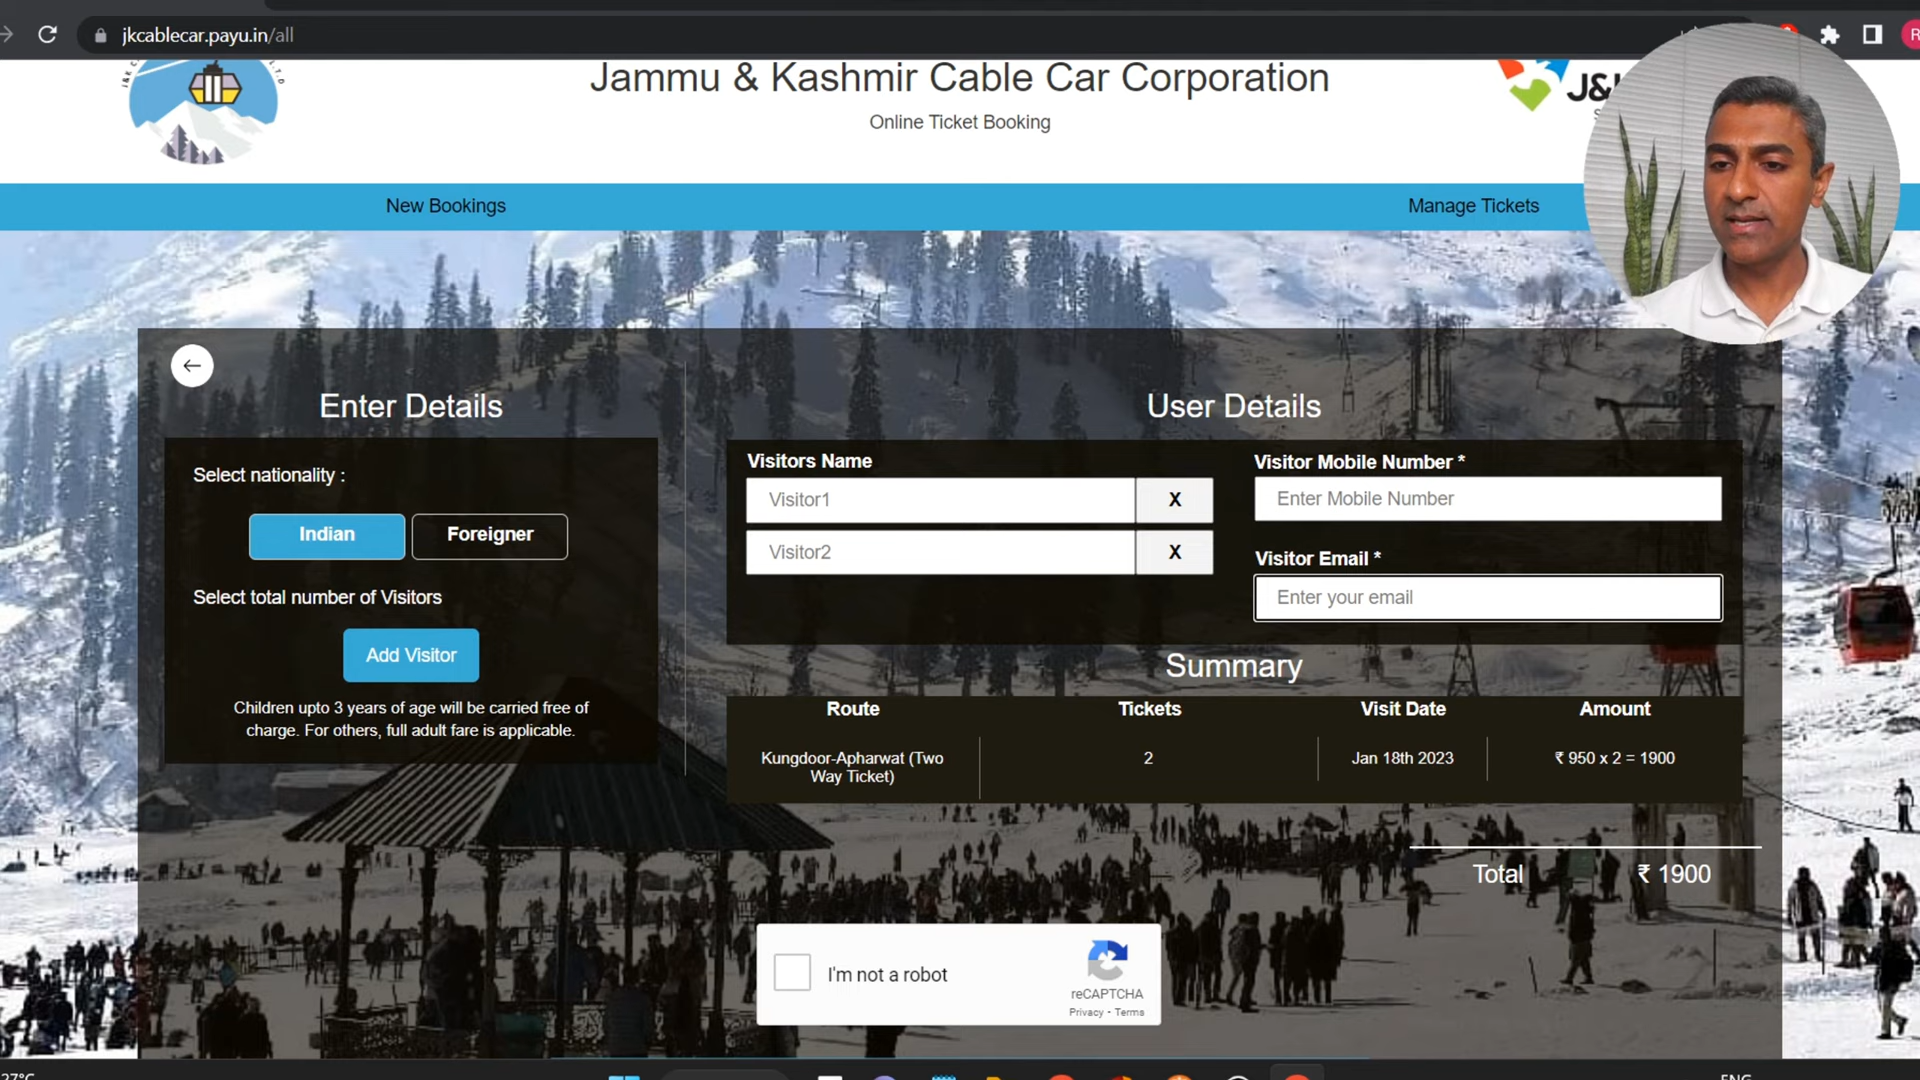 jkcablecar.payu.in/all
R
Jammu & Kashmir Cable Car Corporation
Online Ticket Booking
New Bookings
Manage Tickets
Enter Details
Select nationality :
Indian
Foreigner
Select total number of Visitors
Add Visitor
Children upto 3 years of age will be carried free of
charge. For others, full adult fare is applicable.
User Details
Visitors Name
Visitor1
X
Visitor2
X
Visitor Mobile Number *
Enter Mobile Number
Visitor Email *
Enter your email
Summary
Route
Tickets
Visit Date
Amount
Kungdoor-Apharwat (Two
Way Ticket)
2
Jan 18th 2023
₹ 950 x 2 = 1900
Total
₹ 1900
I'm not a robot
reCAPTCHA
Privacy - Terms
27°C
ENG